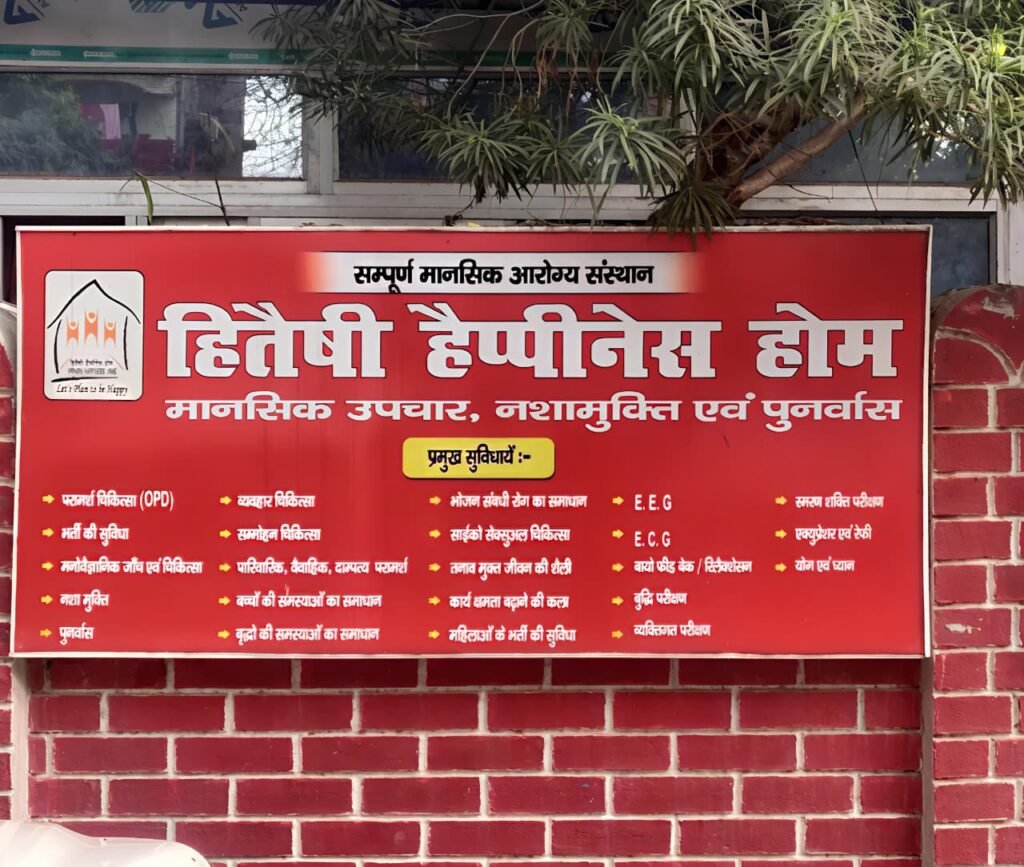 सम्पूर्ण मानसिक आरोग्य संस्थान
हितैषी हैप्पीनेस होम
Let's Plan to be Happy
मानसिक उपचार, नशामुक्ति एवं पुनर्वास
प्रमुख सुविधायें :-
परामर्श चिकित्सा (OPD)
भर्ती की सुविधा
मनोवैज्ञानिक जाँच एवं चिकित्सा
नशा मुक्ति
पुनर्वास
व्यवहार चिकित्सा
सम्मोहन चिकित्सा
पारिवारिक, वैवाहिक, दाम्पत्य परामर्श
बच्चों की समस्याओं का समाधान
बृद्धो की समस्याओं का समाधान
भोजन संबंधी रोग का समाधान
साईको सेक्सुअल चिकित्सा
तनाव मुक्त जीवन की शैली
कार्य क्षमता बढ़ाने की कला
महिलाओं के भर्ती की सुविधा
E. E. G
E. C. G
बायो फीड बेक / रिलैक्शेसन
बुद्धि परीक्षण
व्यक्तिगत परीक्षण
स्मरण शक्ति परीक्षण
एक्युप्रेशर एवं रेकी
योग एवं ध्यान